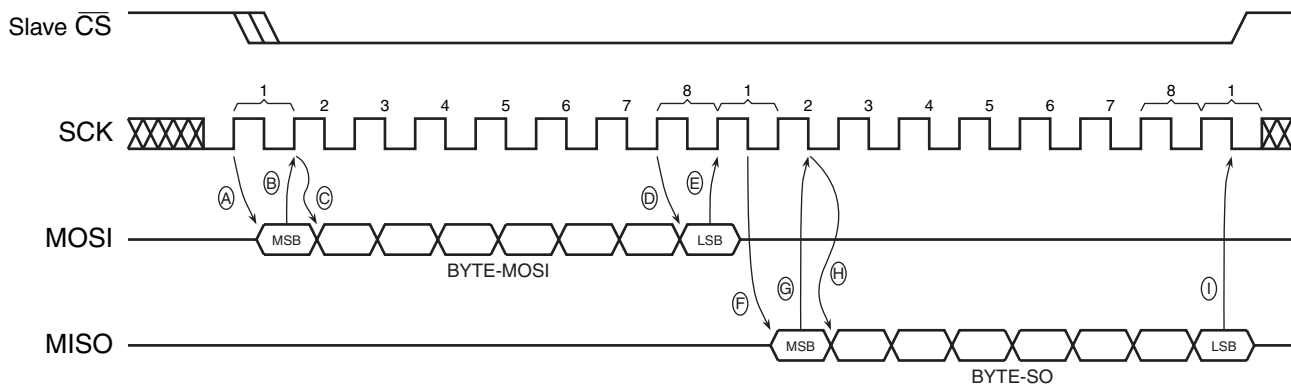 Slave C̅S̅
1 2 3 4 5 6 7 8 1 2 3 4 5 6 7 8 1
SCK
A B C D E
MOSI MSB LSB
BYTE-MOSI
F G H I
MISO MSB LSB
BYTE-SO